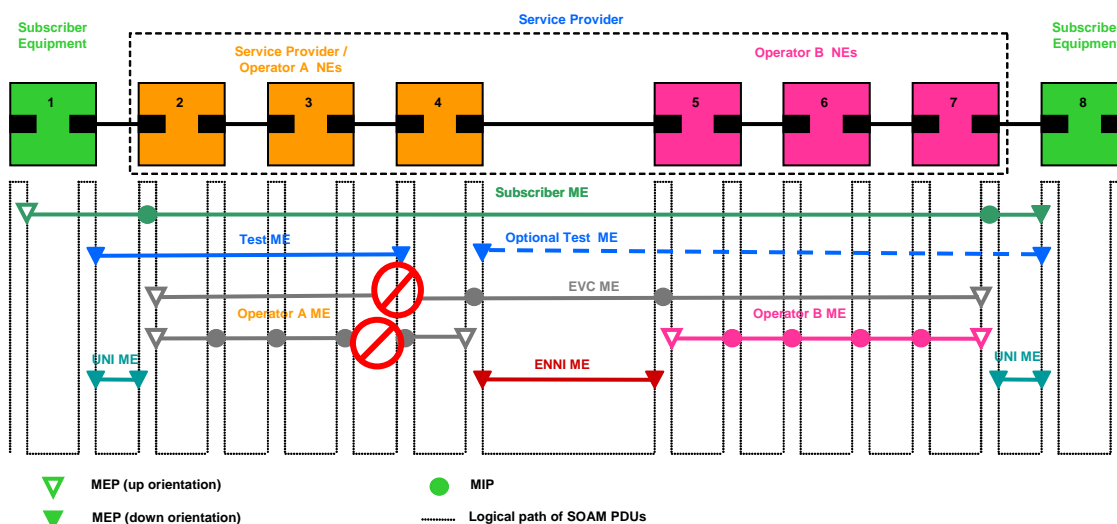 Service Provider
Subscriber
Equipment
Subscribe
Equipmen
Service Provider /
Operator A NEs
Operator B NEs
1
2
3
4
5
6
7
8
Subscriber ME
Test ME
Optional Test ME
EVC ME
Operator A ME
Operator B ME
UNI ME
ENNI ME
UNI ME
MEP (up orientation)
MIP
MEP (down orientation)
Logical path of SOAM PDUs